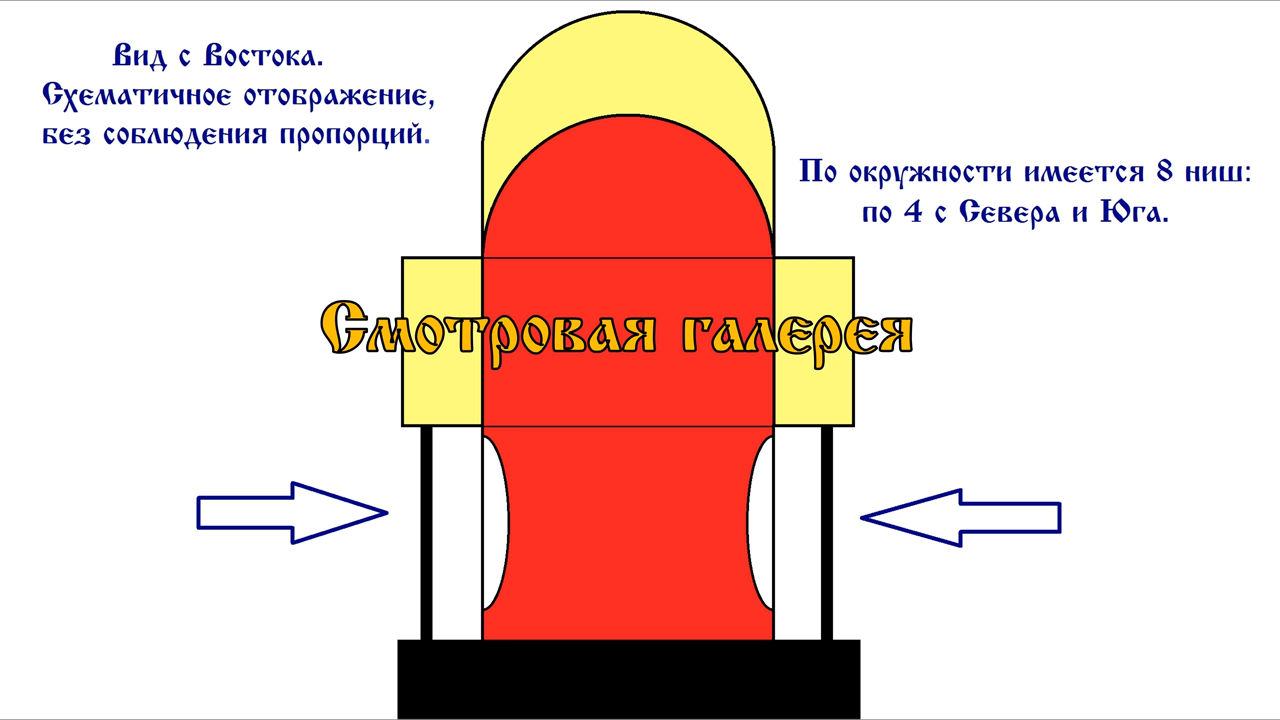 Вид с Востока.
Схематичное отображение,
без соблюдения пропорций.
По окружности имеется 8 ниш:
по 4 с Севера и Юга.
Смотровая галерея